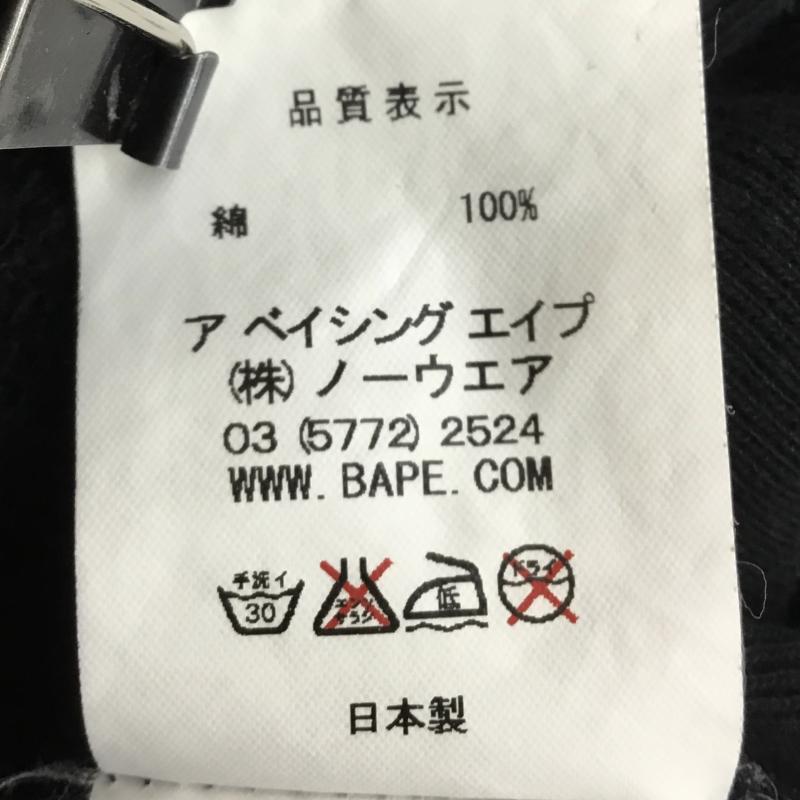 品質表示
綿 100%
ア ベイシング エイプ
(株) ノーウエア
03 (5772) 2524
WWW. BAPE. COM
手洗イ 30 エンソ サラシ 低 ドライ
日本製